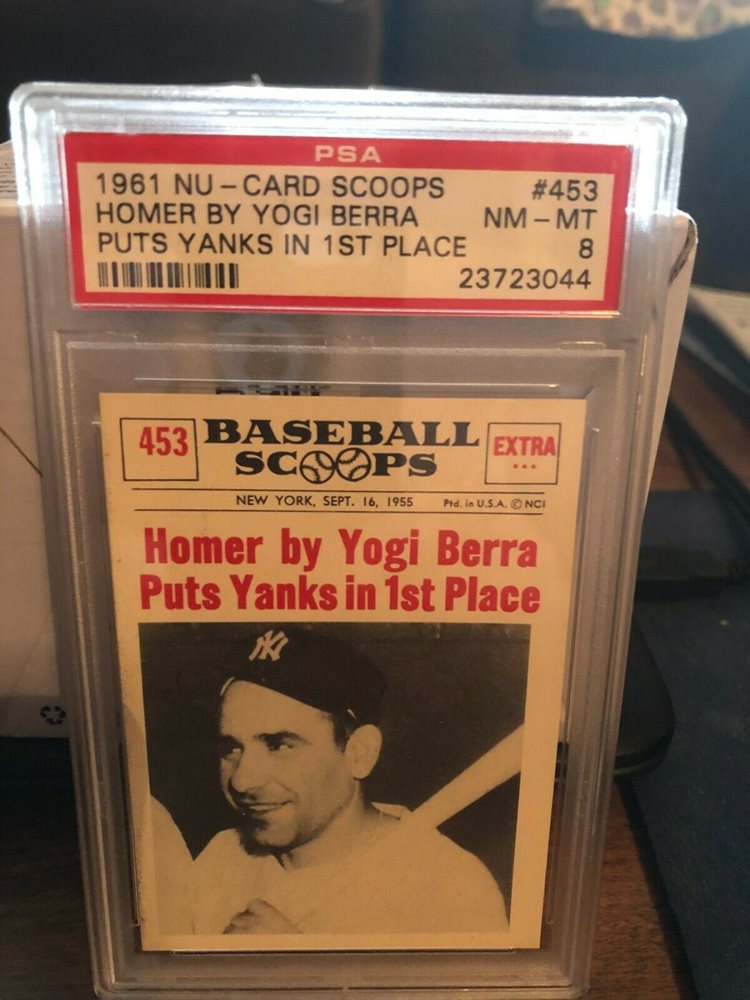 PSA
1961 NU-CARD SCOOPS #453
HOMER BY YOGI BERRA NM-MT
PUTS YANKS IN 1ST PLACE 8
23723044
453 BASEBALL SCOOPS EXTRA
NEW YORK, SEPT. 16, 1955 Ptd. in U.S.A. © NCI
Homer by Yogi Berra
Puts Yanks in 1st Place
NY